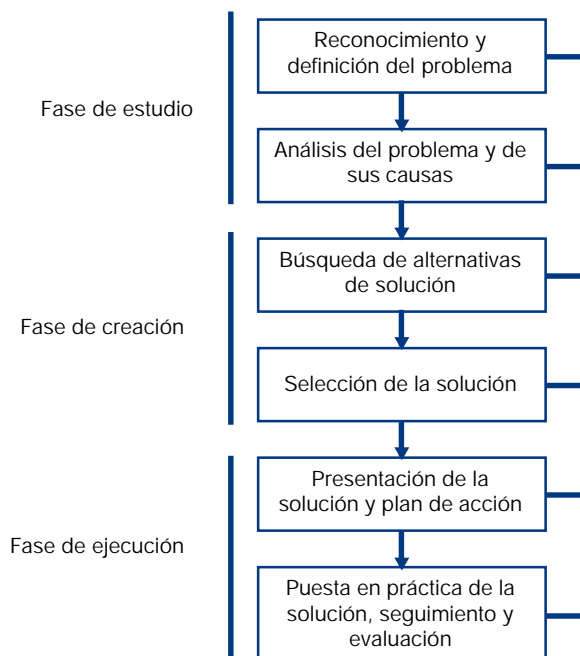 Reconocimiento y
definición del problema
Fase de estudio
Análisis del problema y de
sus causas
Búsqueda de alternativas
de solución
Fase de creación
Selección de la solución
Presentación de la
solución y plan de acción
Fase de ejecución
Puesta en práctica de la
solución, seguimiento y
evaluación